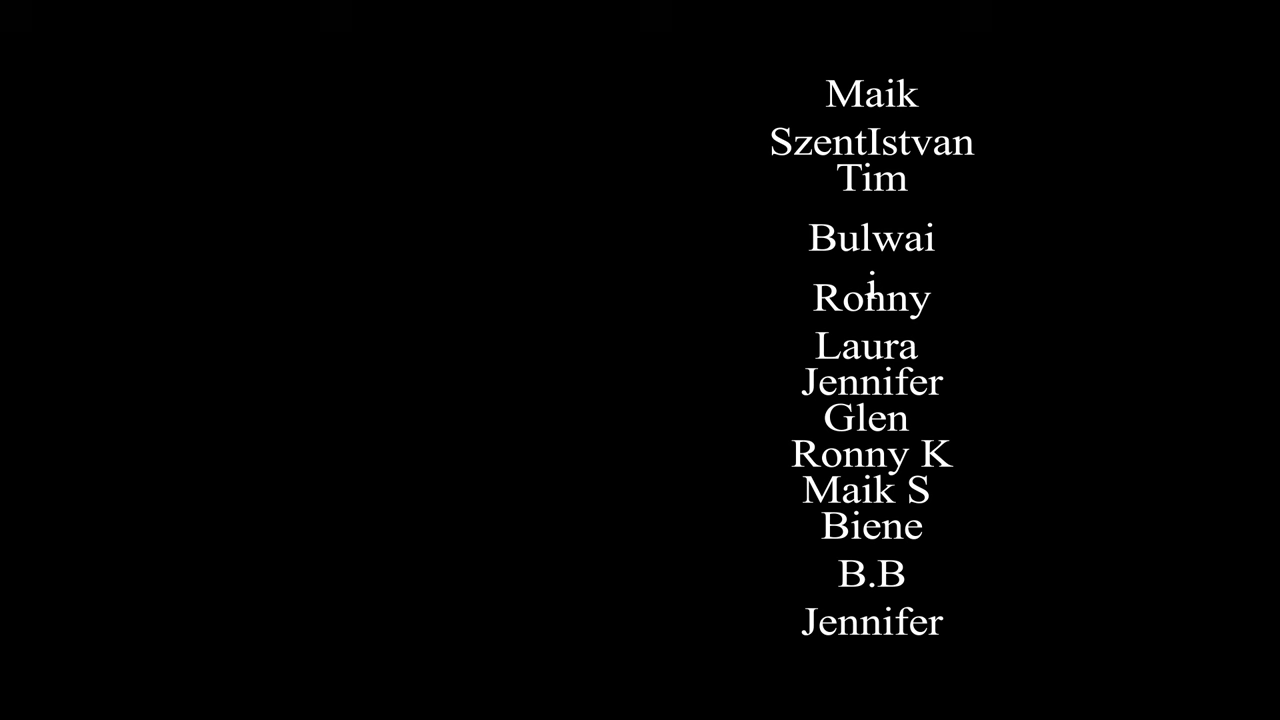 Maik
SzentIstvan
Tim
Bulwai
i
Ronny
Laura
Jennifer
Glen
Ronny K
Maik S
Biene
B.B
Jennifer